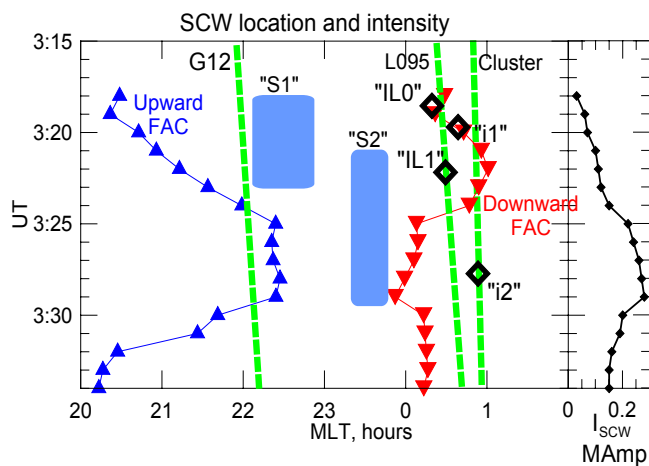 SCW location and intensity
3:15
3:20
3:25
3:30
UT
G12
L095
Cluster
"S1"
"IL0"
Upward
FAC
"S2"
"i1"
"IL1"
Downward
FAC
"i2"
20 21 22 23 0 1
MLT, hours
0 0.2
I_SCW
MAmp